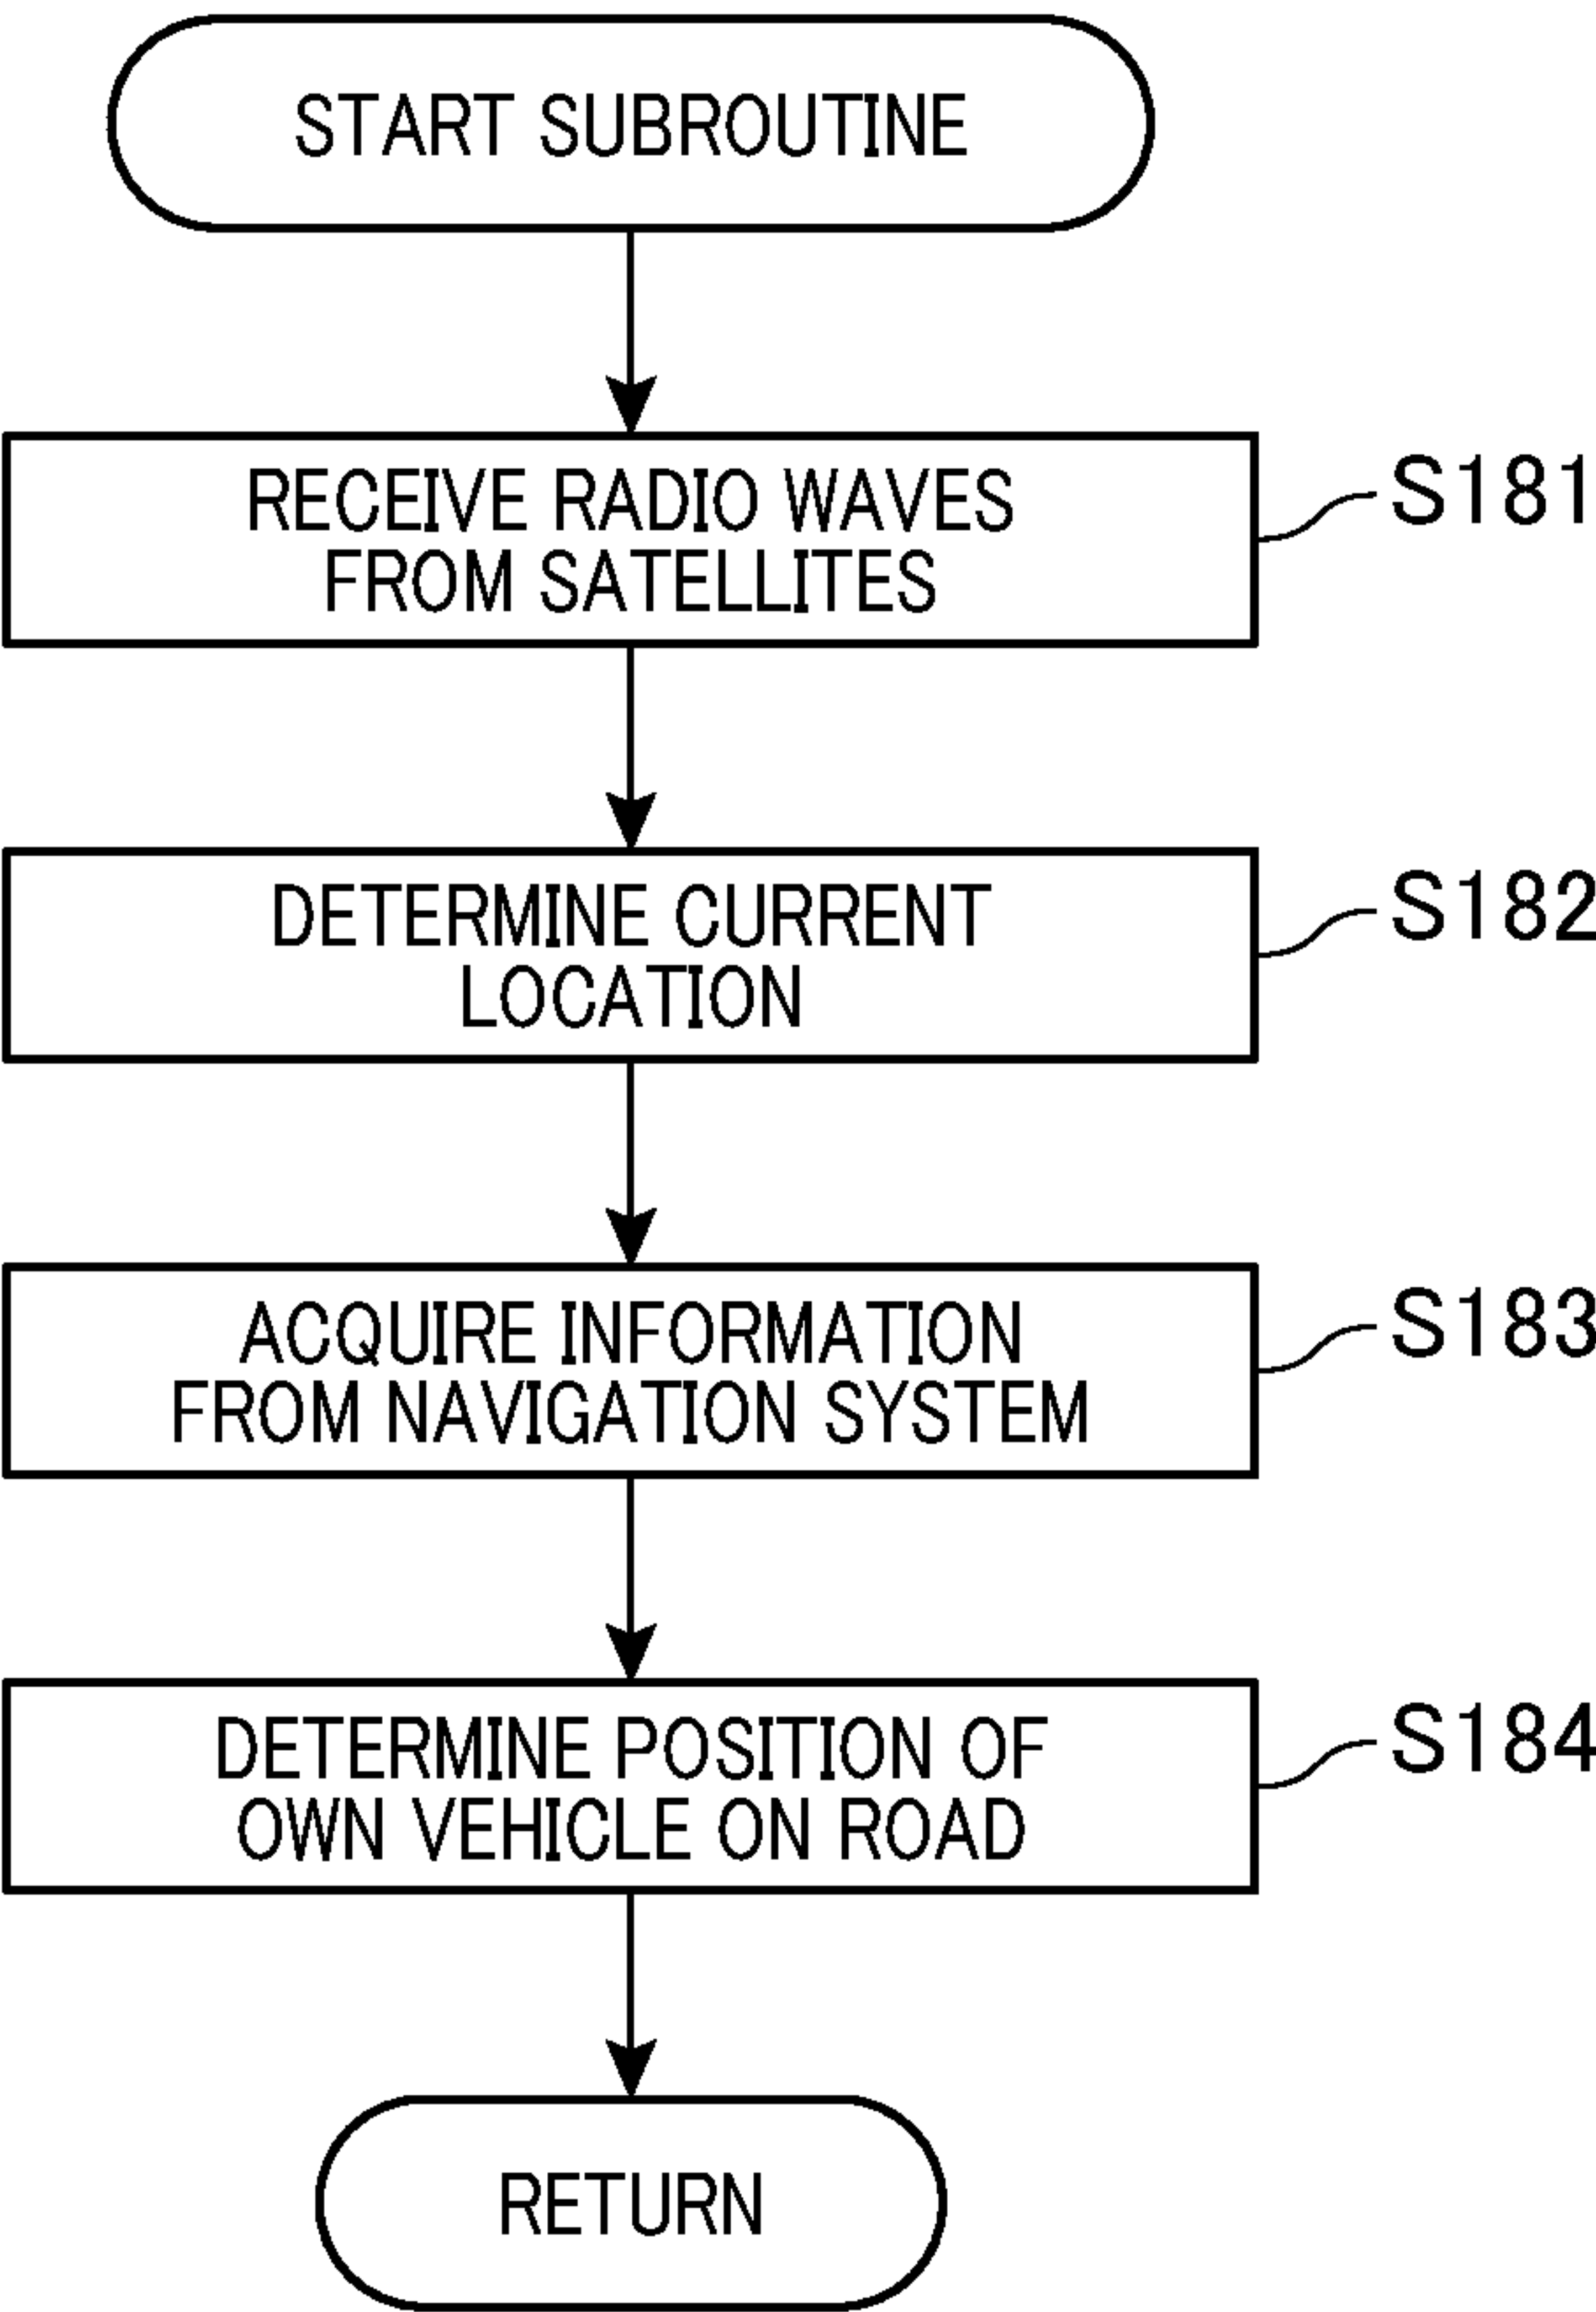 START SUBROUTINE
RECEIVE RADIO WAVES
FROM SATELLITES
S181
DETERMINE CURRENT
LOCATION
S182
ACQUIRE INFORMATION
FROM NAVIGATION SYSTEM
S183
DETERMINE POSITION OF
OWN VEHICLE ON ROAD
S184
RETURN